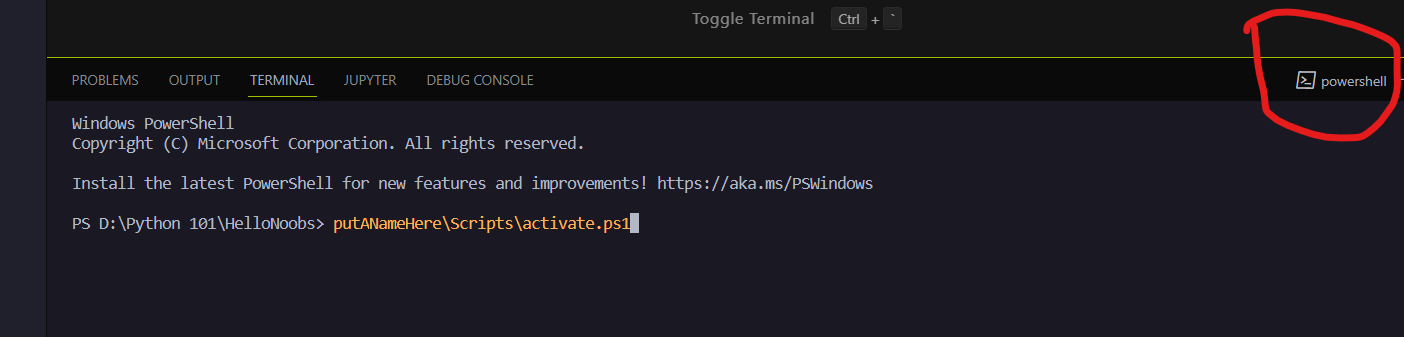 Toggle Terminal Ctrl + `
PROBLEMS OUTPUT TERMINAL JUPYTER DEBUG CONSOLE powershell
Windows PowerShell
Copyright (C) Microsoft Corporation. All rights reserved.
Install the latest PowerShell for new features and improvements! https://aka.ms/PSWindows
PS D:\Python 101\HelloNoobs> putANameHere\Scripts\activate.ps1